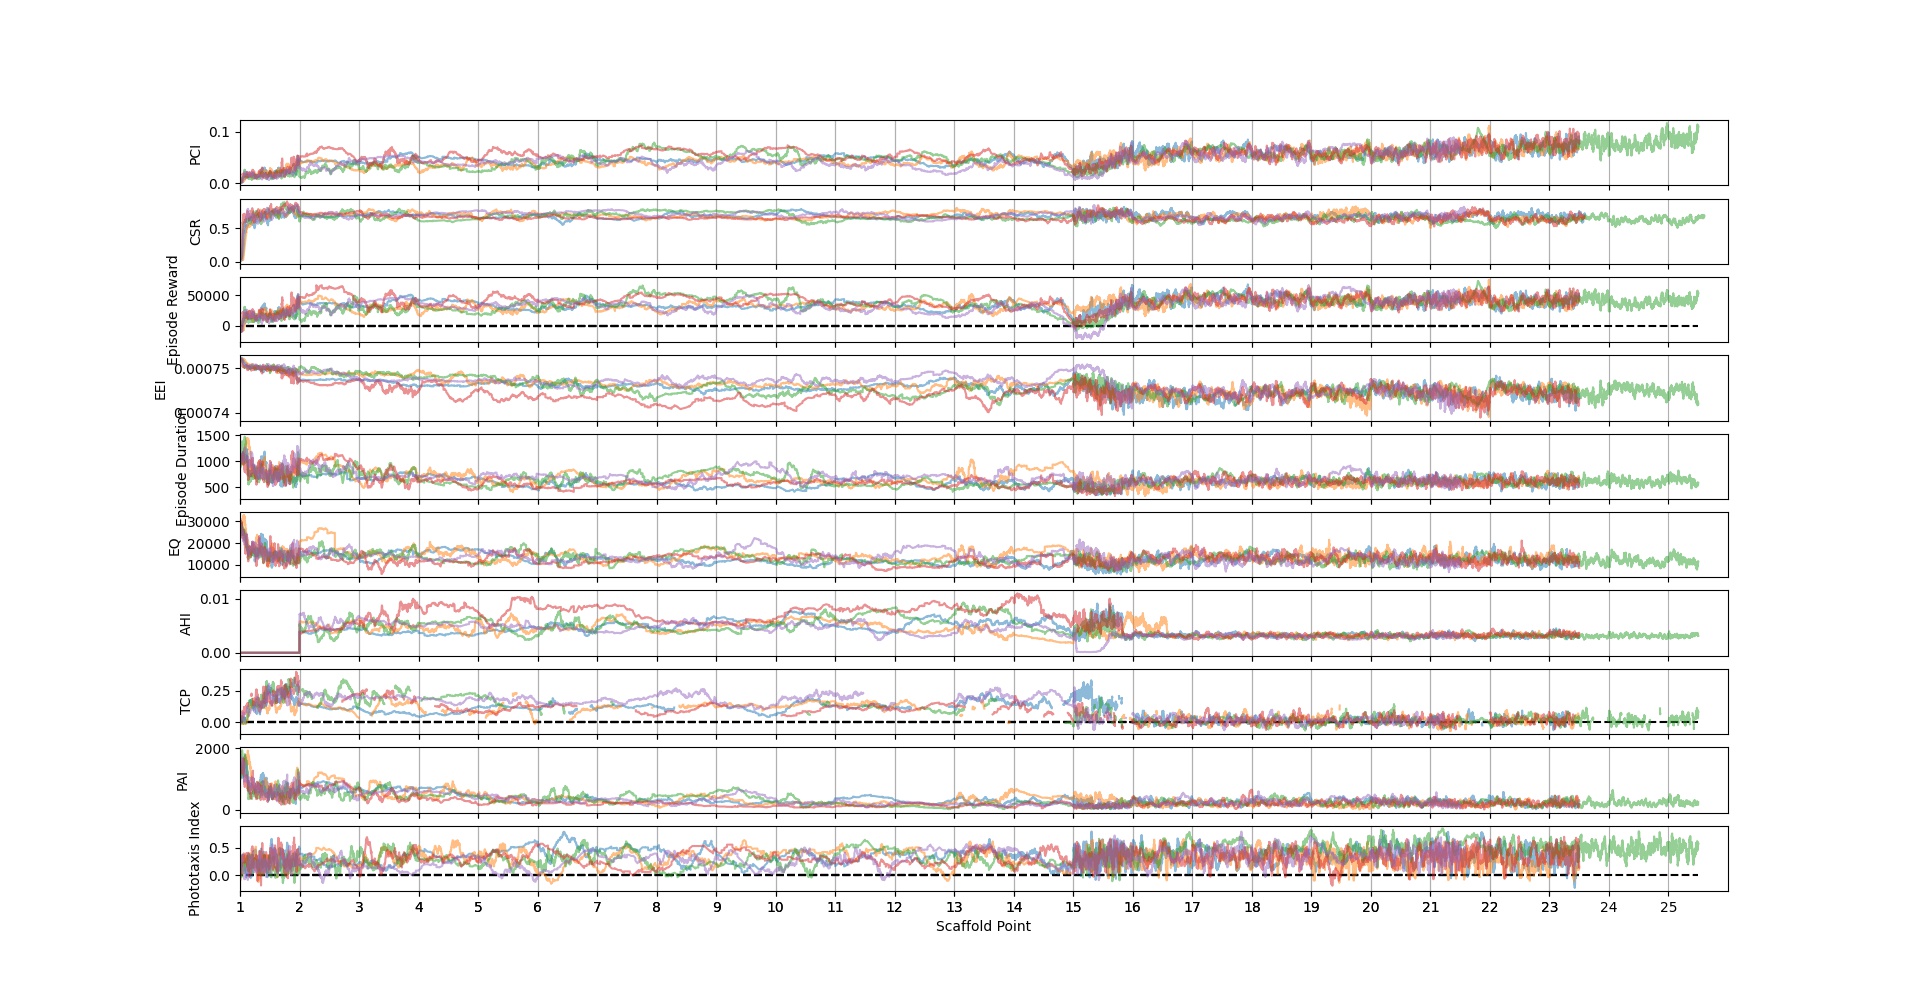 PCI
0.1
0.0
CSR
0.5
0.0
Episode Reward
50000
0
EEI
0.00075
0.00074
Episode Duration
1500
1000
500
EQ
30000
20000
10000
AHI
0.01
0.00
TCP
0.25
0.00
PAI
2000
0
Phototaxis Index
0.5
0.0
1 2 3 4 5 6 7 8 9 10 11 12 13 14 15 16 17 18 19 20 21 22 23 24 25
Scaffold Point